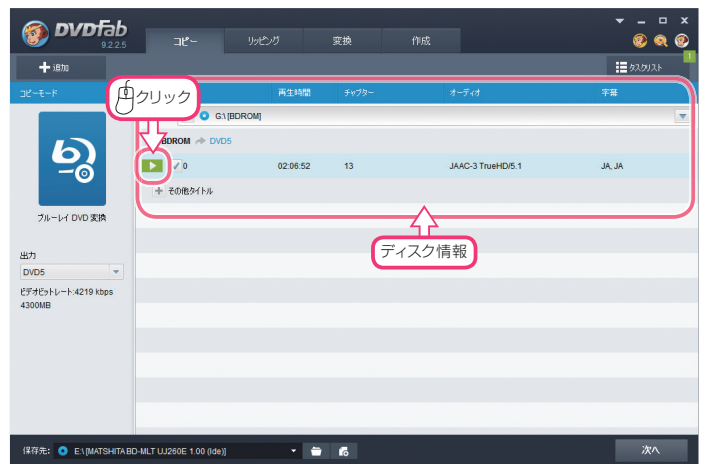 DVDFab
9.2.2.5
コピー
リッピング
変換
作成
追加
タスクリスト
1
コピーモード
再生時間
チャプター
オーディオ
字幕
クリック
G:\ [BDROM]
BDROM DVD5
0 02:06:52 13 JAAC-3 TrueHD/5.1 JA, JA
その他タイトル
ディスク情報
ブルーレイ DVD 変換
出力
DVD5
ビデオビットレート:4219 kbps
4300MB
保存先: E:\ [MATSHITA BD-MLT UJ260E 1.00 (Ide)]
次へ